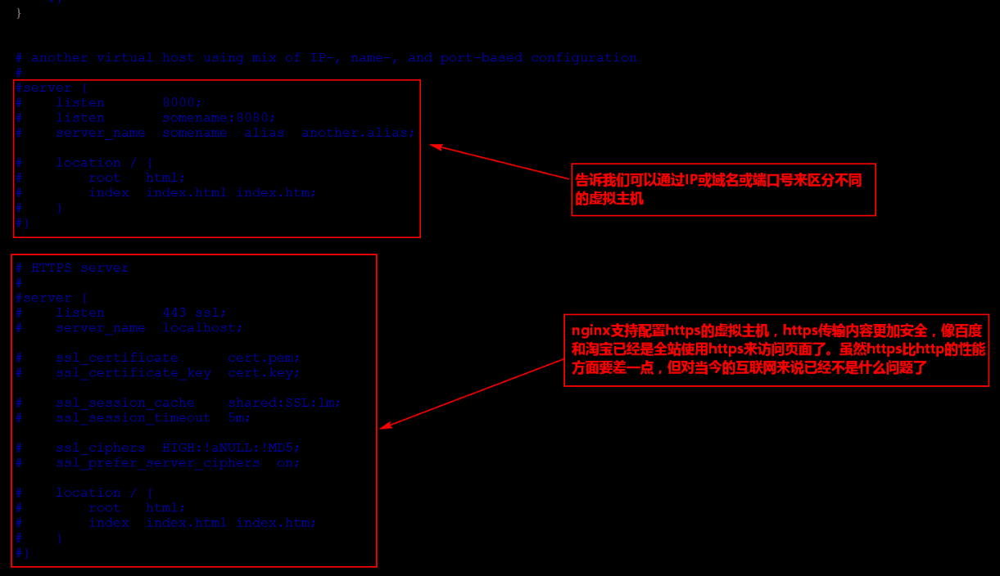 }
# another virtual host using mix of IP-, name-, and port-based configuration
#
#server {
#    listen       8000;
#    listen       somename:8080;
#    server_name  somename  alias  another.alias;
#    location / {
#        root   html;
#        index  index.html index.htm;
#    }
#}
告诉我们可以通过IP或域名或端口号来区分不同
的虚拟主机
# HTTPS server
#
#server {
#    listen       443 ssl;
#    server_name  localhost;
#    ssl_certificate      cert.pem;
#    ssl_certificate_key  cert.key;
#    ssl_session_cache    shared:SSL:1m;
#    ssl_session_timeout  5m;
#    ssl_ciphers  HIGH:!aNULL:!MD5;
#    ssl_prefer_server_ciphers  on;
#    location / {
#        root   html;
#        index  index.html index.htm;
#    }
#}
nginx支持配置https的虚拟主机，https传输内容更加安全，像百度
和淘宝已经是全站使用https来访问页面了。虽然https比http的性能
方面要差一点，但对当今的互联网来说已经不是什么问题了